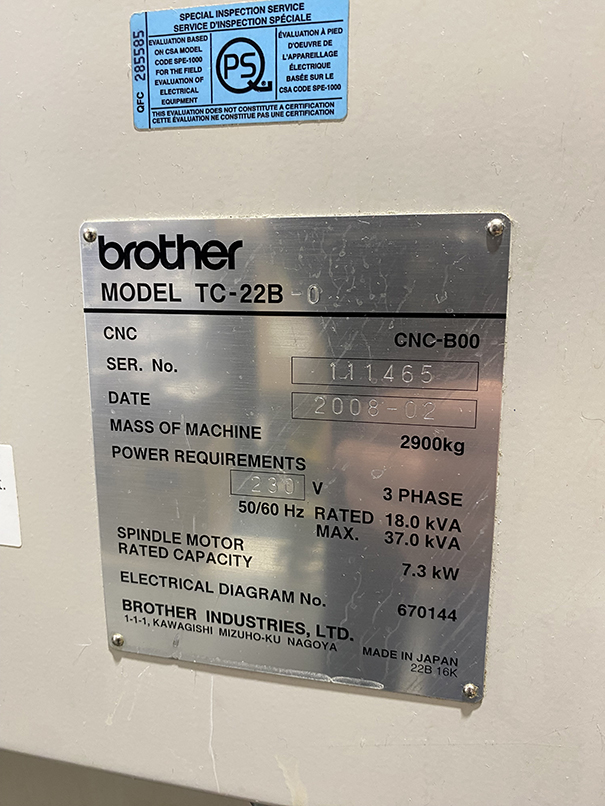 SPECIAL INSPECTION SERVICE
SERVICE D'INSPECTION SPÉCIALE
QFC 285585
EVALUATION BASED
ON CSA MODEL
CODE SPE-1000
FOR THE FIELD
EVALUATION OF
ELECTRICAL
EQUIPMENT
PS
ÉVALUATION À PIED
D'OEUVRE DE
L'APPAREILLAGE
ÉLECTRIQUE
BASÉE SUR LE
CSA CODE SPE-1000
THIS EVALUATION DOES NOT CONSTITUTE A CERTIFICATION
CETTE ÉVALUATION NE CONSTITUE PAS UNE CERTIFICATION
brother
MODEL TC-22B -0
CNC CNC-B00
SER. No. 111465
DATE 2008-02
MASS OF MACHINE 2900kg
POWER REQUIREMENTS
230 V 3 PHASE
50/60 Hz RATED 18.0 kVA
MAX. 37.0 kVA
SPINDLE MOTOR
RATED CAPACITY 7.3 kW
ELECTRICAL DIAGRAM No. 670144
BROTHER INDUSTRIES, LTD.
1-1-1, KAWAGISHI MIZUHO-KU NAGOYA
MADE IN JAPAN
22B 16K